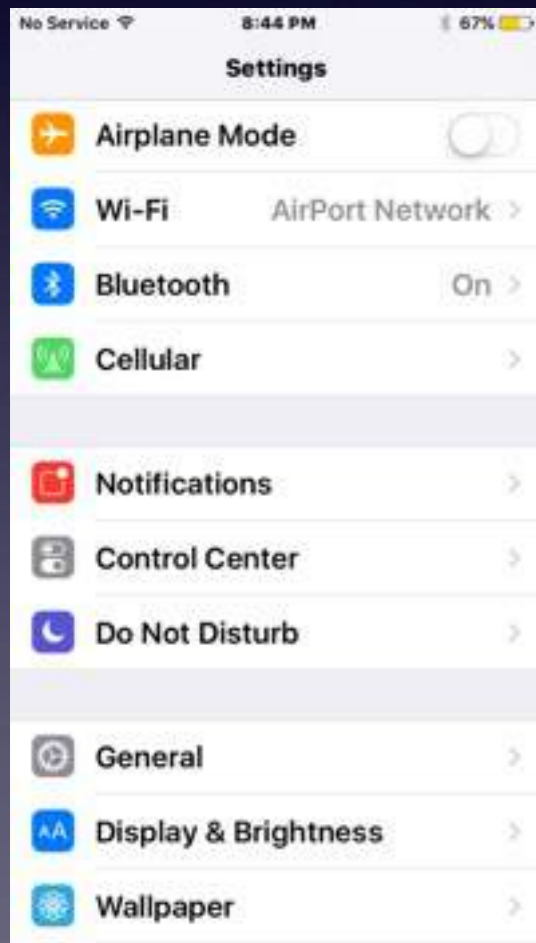 No Service 8:44 PM 67%
Settings
Airplane Mode
Wi-Fi AirPort Network
Bluetooth On
Cellular
Notifications
Control Center
Do Not Disturb
General
AA Display & Brightness
Wallpaper